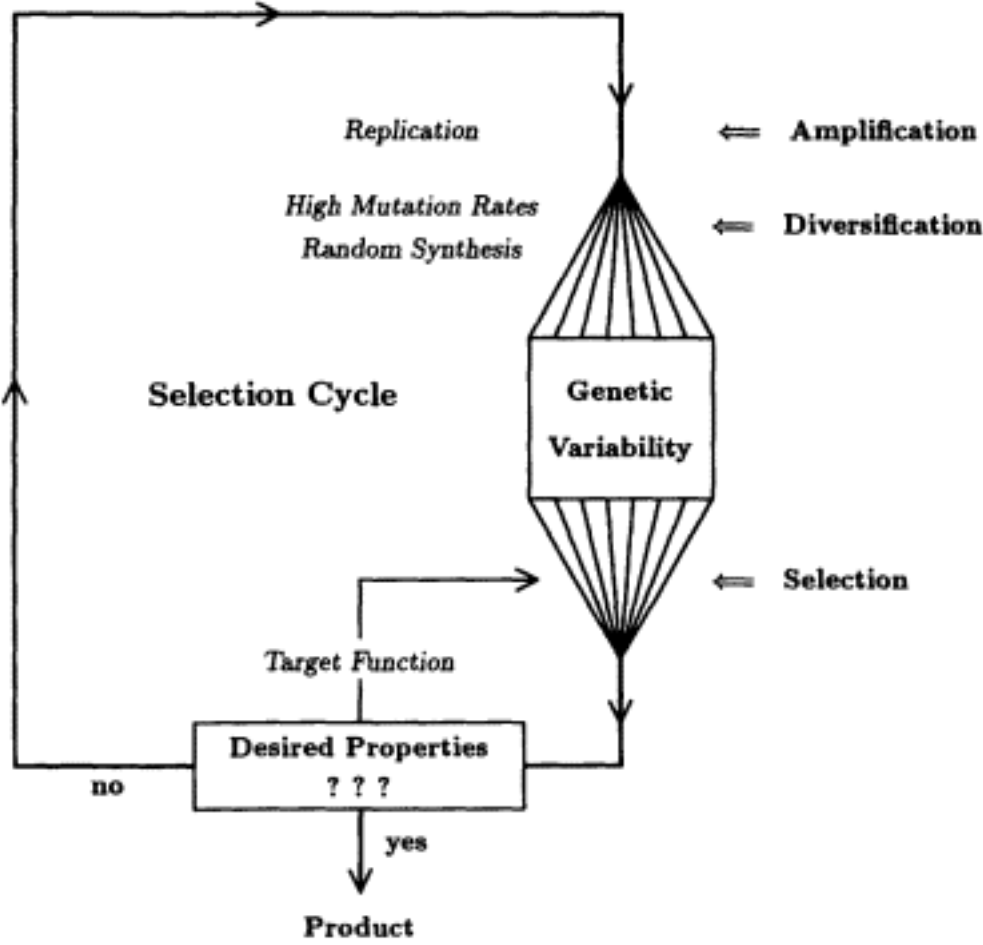 Replication
Amplification
High Mutation Rates
Diversification
Random Synthesis
Selection Cycle
Genetic
Variability
Selection
Target Function
Desired Properties
? ? ?
no
yes
Product